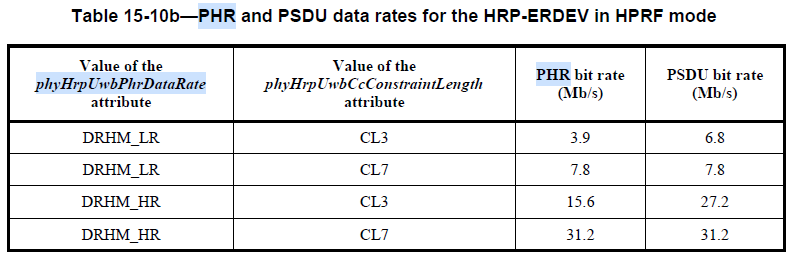 Table 15-10b—PHR and PSDU data rates for the HRP-ERDEV in HPRF mode
Value of the phyHrpUwbPhrDataRate attribute
Value of the phyHrpUwbCcConstraintLength attribute
PHR bit rate (Mb/s)
PSDU bit rate (Mb/s)
DRHM_LR CL3 3.9 6.8
DRHM_LR CL7 7.8 7.8
DRHM_HR CL3 15.6 27.2
DRHM_HR CL7 31.2 31.2